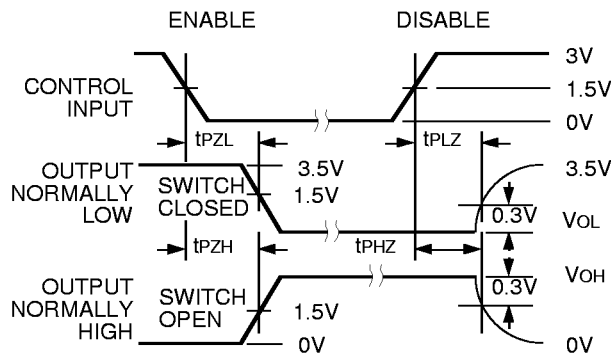 ENABLE DISABLE
3V
CONTROL
INPUT
1.5V
0V
tPZL tPLZ
OUTPUT
NORMALLY
LOW
SWITCH
CLOSED
3.5V
1.5V
3.5V
0.3V
VOL
tPZH tPHZ
OUTPUT
NORMALLY
HIGH
SWITCH
OPEN
1.5V
0V
VOH
0.3V
0V